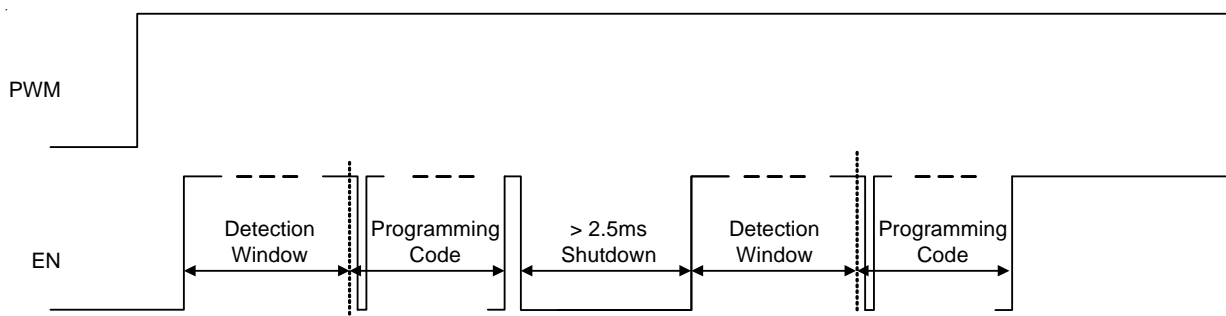 PWM
EN
Detection
Window
Programming
Code
> 2.5ms
Shutdown
Detection
Window
Programming
Code